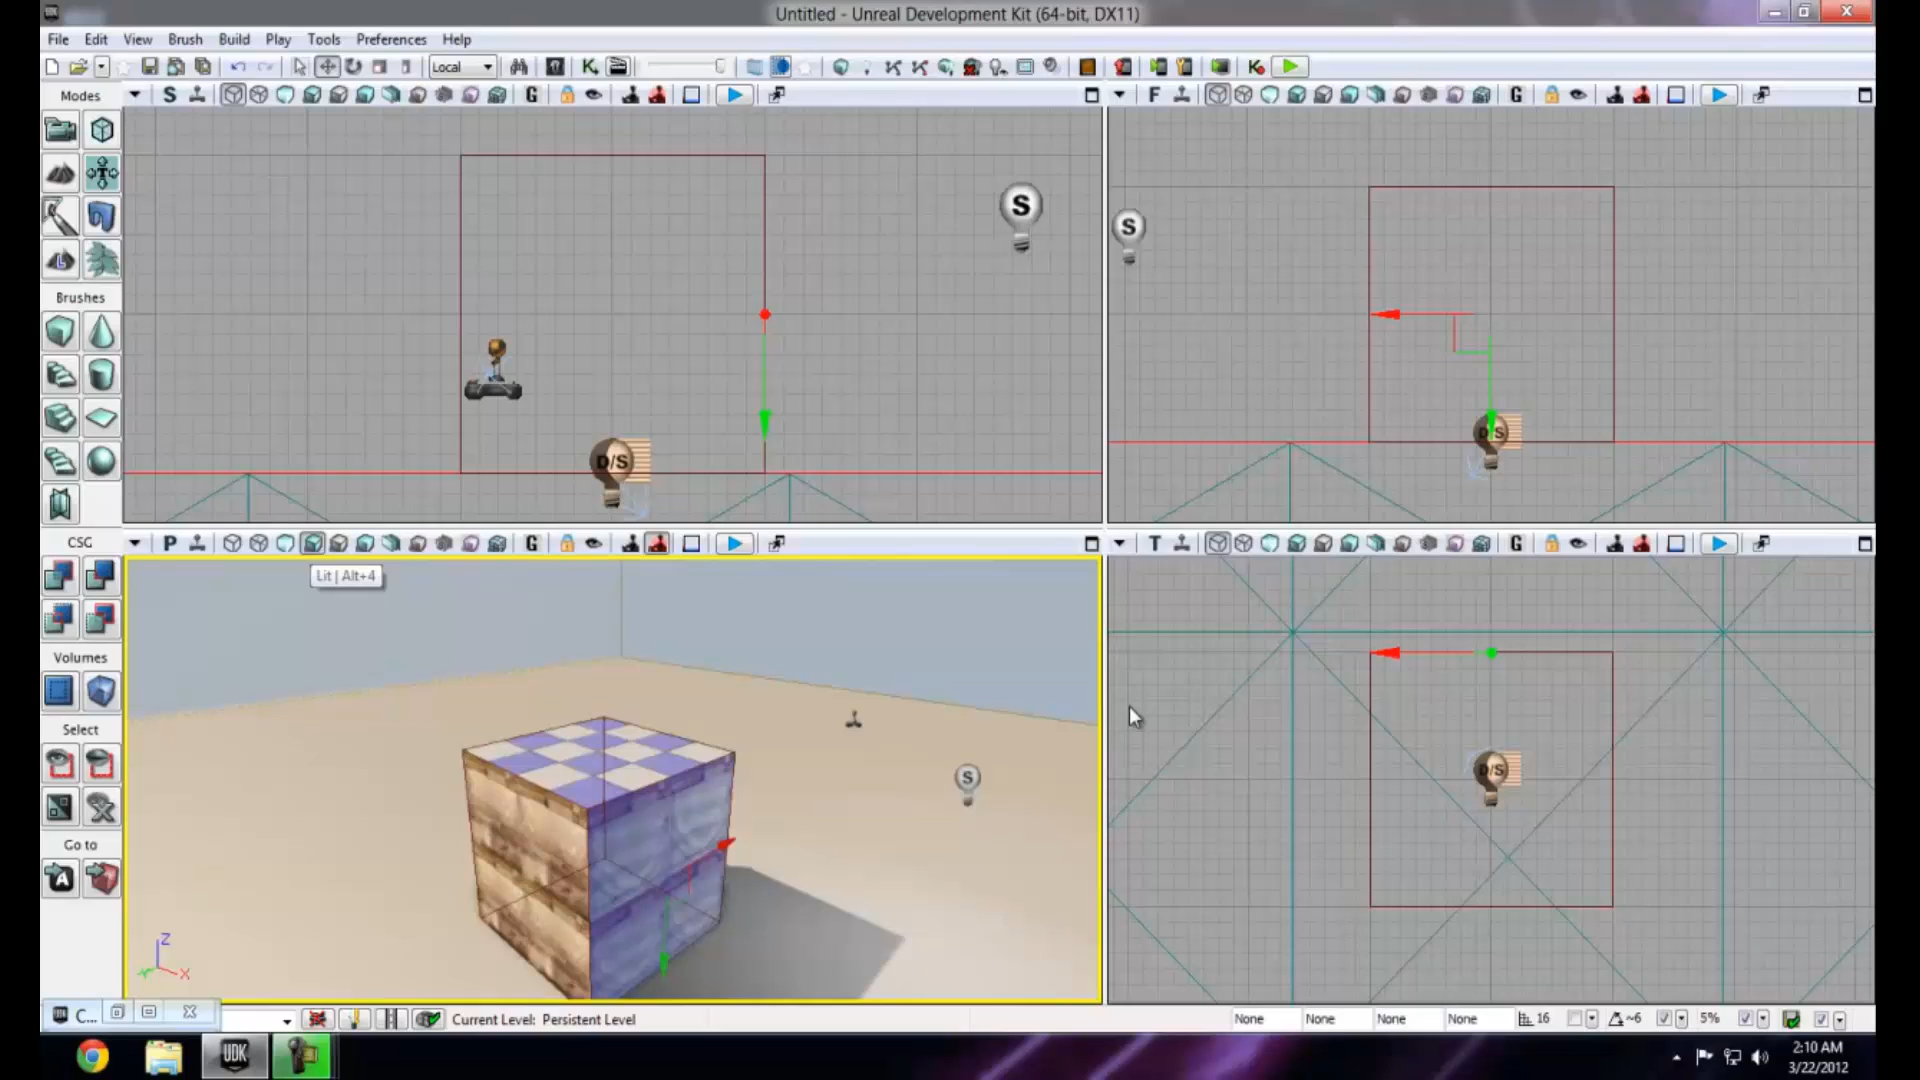 Untitled - Unreal Development Kit (64-bit, DX11)
File Edit View Brush Build Play Tools Preferences Help
Local
Modes
S G
F G
S
S
D/S
D/S
Brushes
CSG
P G
T G
Lit | Alt+4
Volumes
Select
S
D/S
Go to
A
Z
X
C...
Current Level: Persistent Level
None None None None 16 ~6 5%
UDK
2:10 AM
3/22/2012